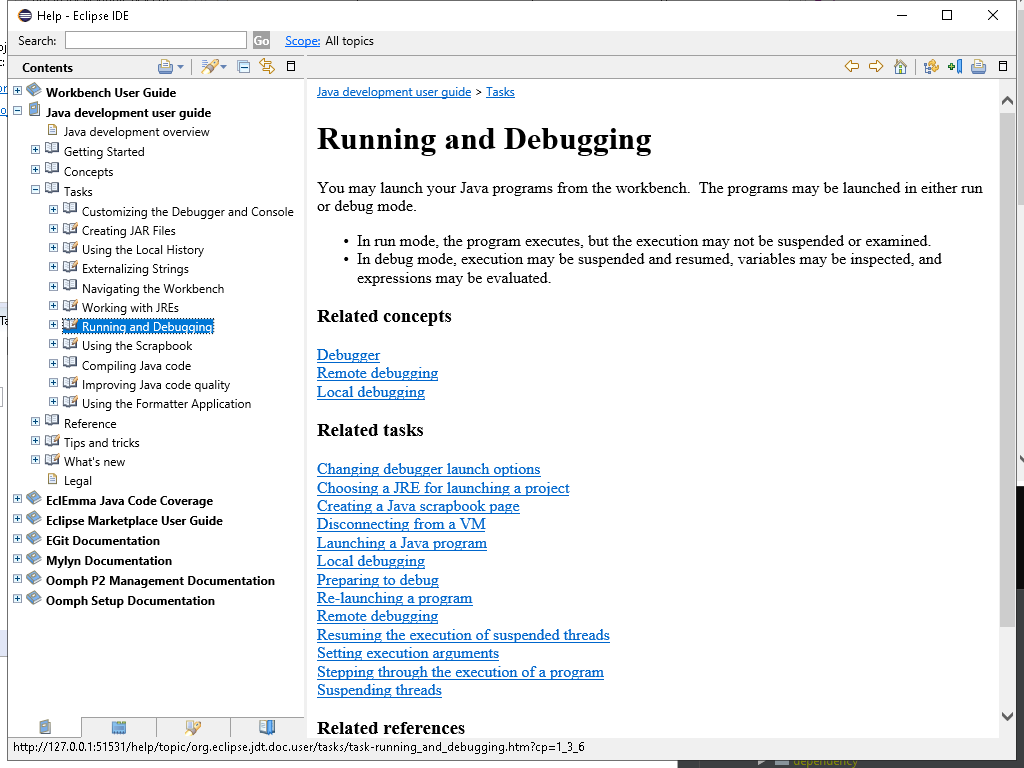 Help - Eclipse IDE
Search:
Go
Scope: All topics
Contents
Workbench User Guide
Java development user guide
Java development overview
Getting Started
Concepts
Tasks
Customizing the Debugger and Console
Creating JAR Files
Using the Local History
Externalizing Strings
Navigating the Workbench
Working with JREs
Running and Debugging
Using the Scrapbook
Compiling Java code
Improving Java code quality
Using the Formatter Application
Reference
Tips and tricks
What's new
Legal
EclEmma Java Code Coverage
Eclipse Marketplace User Guide
EGit Documentation
Mylyn Documentation
Oomph P2 Management Documentation
Oomph Setup Documentation
Java development user guide > Tasks
Running and Debugging
You may launch your Java programs from the workbench.  The programs may be launched in either run
or debug mode.
• In run mode, the program executes, but the execution may not be suspended or examined.
• In debug mode, execution may be suspended and resumed, variables may be inspected, and
expressions may be evaluated.
Related concepts
Debugger
Remote debugging
Local debugging
Related tasks
Changing debugger launch options
Choosing a JRE for launching a project
Creating a Java scrapbook page
Disconnecting from a VM
Launching a Java program
Local debugging
Preparing to debug
Re-launching a program
Remote debugging
Resuming the execution of suspended threads
Setting execution arguments
Stepping through the execution of a program
Suspending threads
Related references
http://127.0.0.1:51531/help/topic/org.eclipse.jdt.doc.user/tasks/task-running_and_debugging.htm?cp=1_3_6
dependency